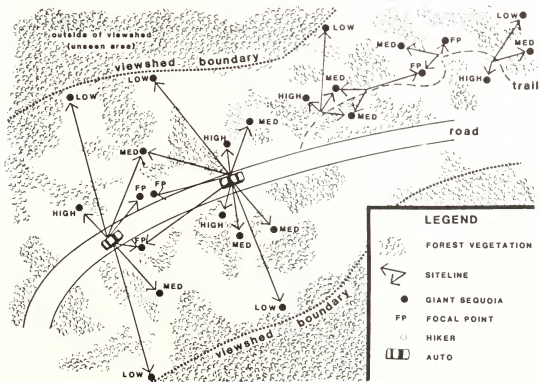 outside of viewshed
(unseen area)
viewshed boundary
LOW
LOW
LOW
LOW
MED
FP
MED
FP
HIGH
trail
MED
HIGH
MED
road
HIGH
MED
MED
FP
FP
HIGH
HIGH
MED
MED
FP
MED
LOW
LOW
viewshed boundary
LEGEND
FOREST VEGETATION
SITELINE
GIANT SEQUOIA
FP FOCAL POINT
HIKER
AUTO